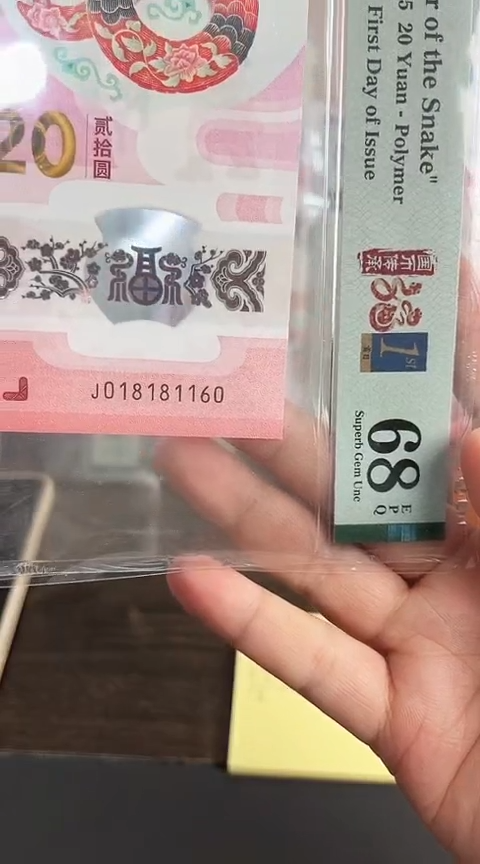 20
贰拾圆
J018181160
r of the Snake"
5 20 Yuan - Polymer
First Day of Issue
1st
68 EPQ
Superb Gem Unc